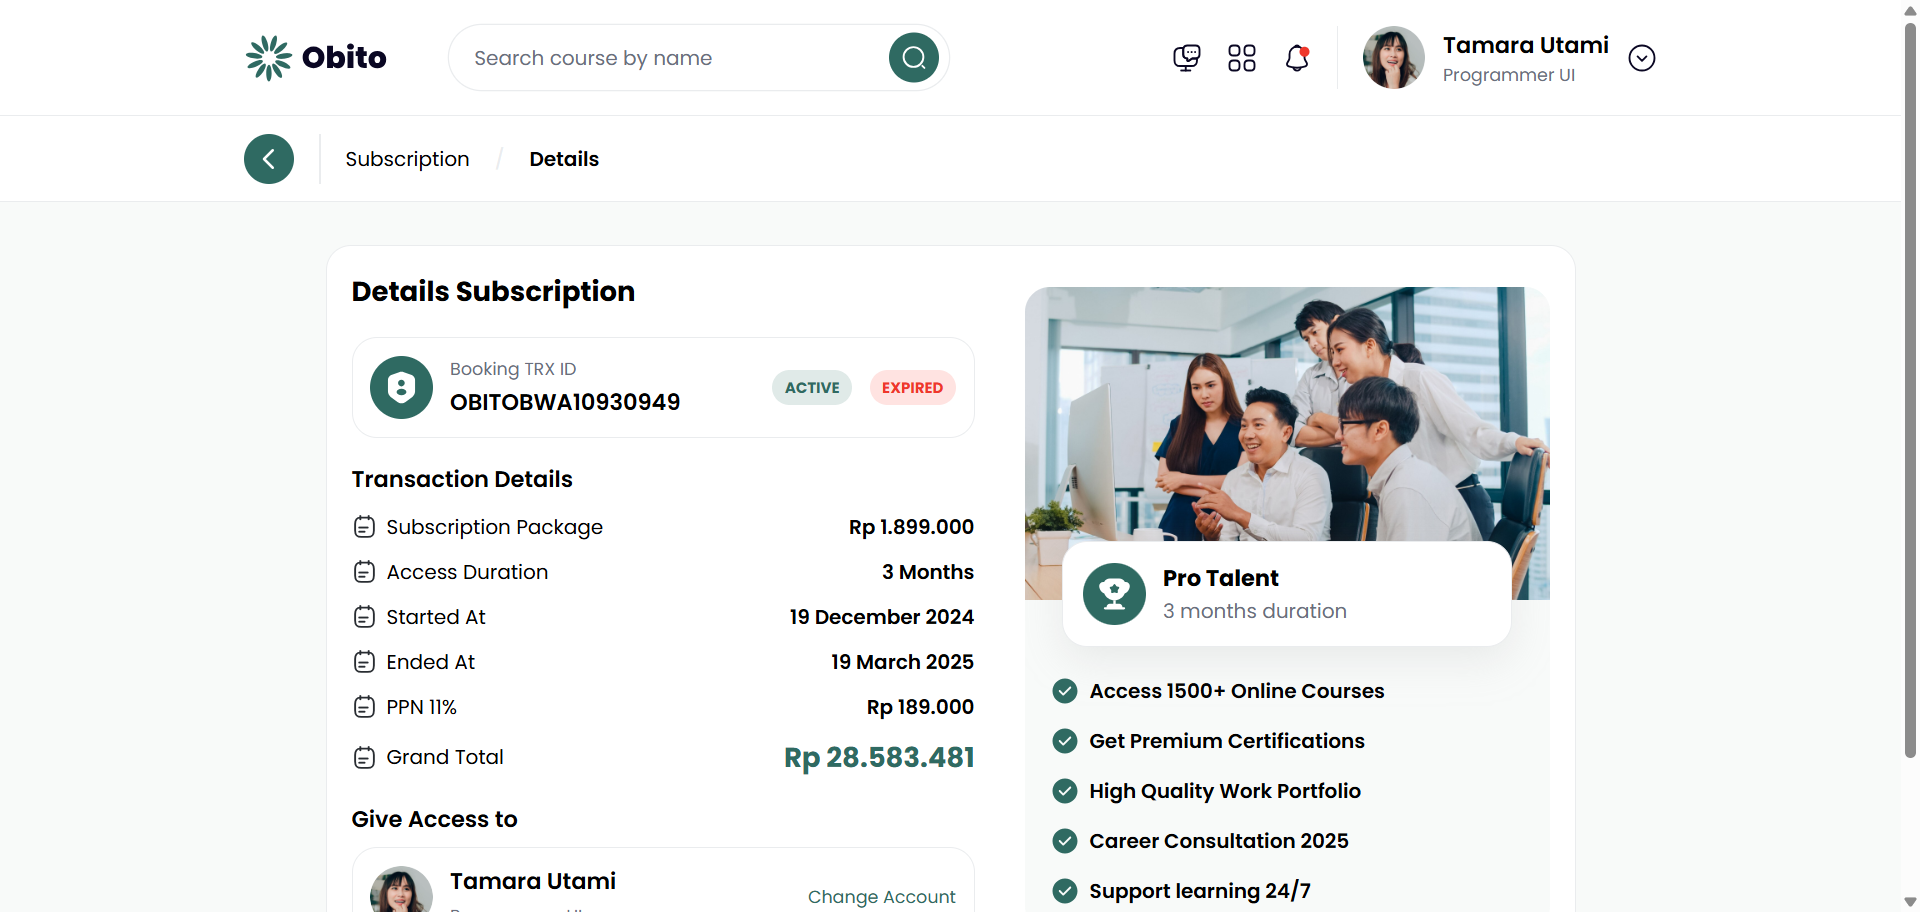 Obito
Search course by name
Tamara Utami
Programmer UI
Subscription / Details
Details Subscription
Booking TRX ID
OBITOBWA10930949
ACTIVE
EXPIRED
Transaction Details
Subscription Package Rp 1.899.000
Access Duration 3 Months
Started At 19 December 2024
Ended At 19 March 2025
PPN 11% Rp 189.000
Grand Total Rp 28.583.481
Give Access to
Tamara Utami
Change Account
Pro Talent
3 months duration
Access 1500+ Online Courses
Get Premium Certifications
High Quality Work Portfolio
Career Consultation 2025
Support learning 24/7